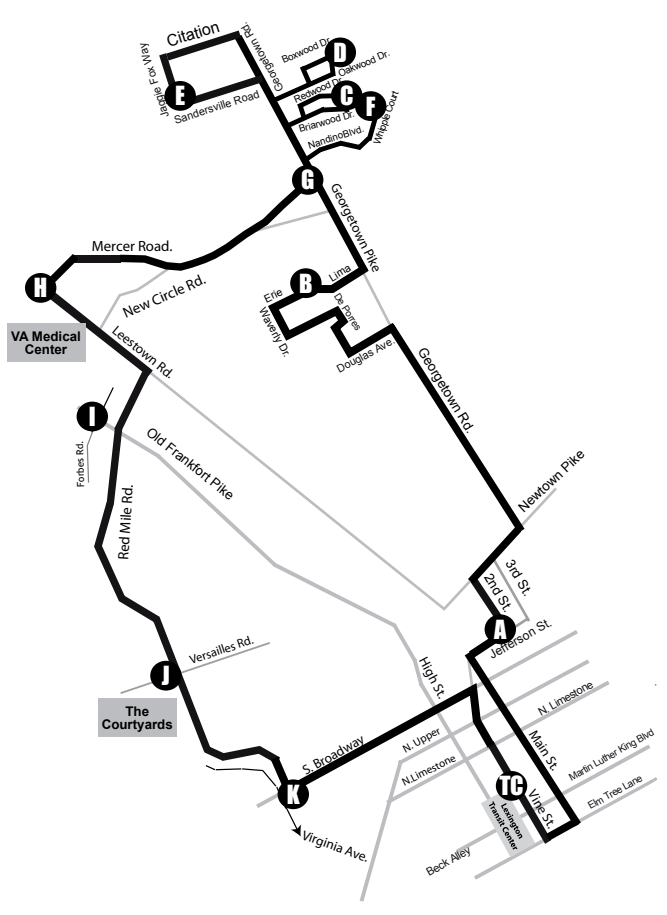 Citation
Georgetown Rd.
Jaggie Fox Way
Boxwood Dr.
D
Oakwood Dr.
E
Sandersville Road
Redwood Dr.
C
F
Briarwood Dr.
Whipple Court
NandinoBlvd.
G
Georgetown Pike
Mercer Road.
H
New Circle Rd.
B
Lima
Erie
De Porres
Waverly Dr.
Douglas Ave.
VA Medical
Center
Leestown Rd.
Georgetown Rd.
I
Forbes Rd.
Old Frankfort Pike
Red Mile Rd.
Newtown Pike
3rd St.
2nd St.
A
Jefferson St.
Versailles Rd.
J
High St.
The
Courtyards
N. Limestone
S. Broadway
N. Upper
Main St.
N.Limestone
Martin Luther King Blvd
TC
Vine St.
Elm Tree Lane
K
Lexington
Transit Center
Virginia Ave.
Beck Alley